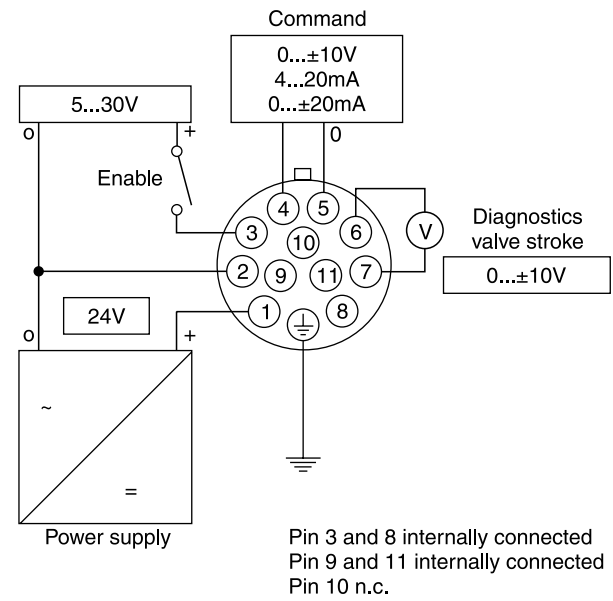 Command
0...±10V
4...20mA
0...±20mA
5...30V
o
+
0
Enable
4
5
3
6
10
V
Diagnostics
valve stroke
2
9
11
7
0...±10V
24V
1
8
o
+
~
=
Power supply
Pin 3 and 8 internally connected
Pin 9 and 11 internally connected
Pin 10 n.c.